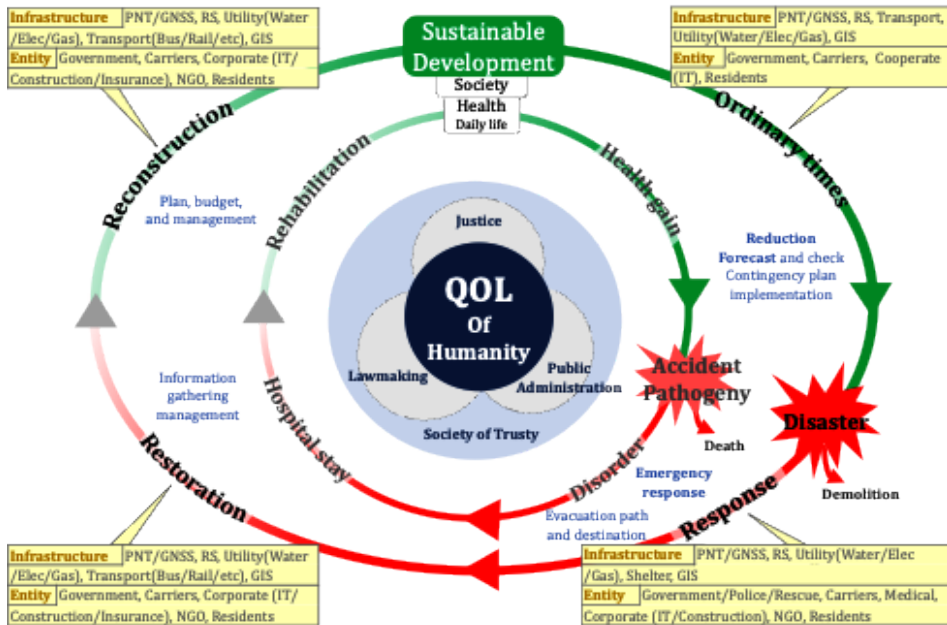 Infrastructure PNT/GNSS, RS, Utility(Water
/Elec/Gas), Transport(Bus/Rail/etc), GIS
Entity Government, Carriers, Corporate (IT/
Construction/Insurance), NGO, Residents
Sustainable
Development
Society
Health
Daily life
Infrastructure PNT/GNSS, RS, Transport,
Utility(Water/Elec/Gas), GIS
Entity Government, Carriers, Cooperate
(IT), Residents
Reconstruction
Rehabilitation
Health gain
Ordinary times
Plan, budget,
and management
Reduction
Forecast and check
Contingency plan
implementation
Justice
QOL
Of
Humanity
Lawmaking
Public
Administration
Society of Trusty
Information
gathering
management
Accident
Pathogeny
Death
Disaster
Demolition
Hospital stay
Disorder
Emergency
response
Evacuation path
and destination
Restoration
Response
Infrastructure PNT/GNSS, RS, Utility(Water
/Elec/Gas), Transport(Bus/Rail/etc), GIS
Entity Government, Carriers, Corporate (IT/
Construction/Insurance), NGO, Residents
Infrastructure PNT/GNSS, RS, Utility(Water/Elec
/Gas), Shelter, GIS
Entity Government/Police/Rescue, Carriers, Medical,
Corporate (IT/Construction), NGO, Residents